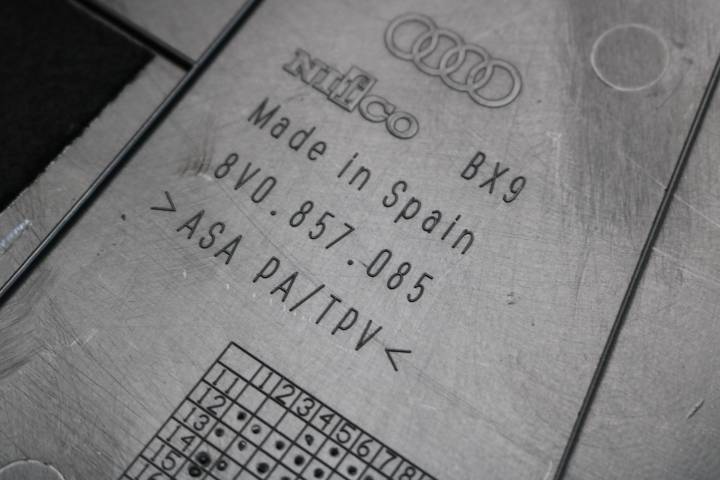 Nifco
BX9
Made in Spain
8V0.857.085
>ASA PA/TPV<
1 2 3 4 5 6 7 8
11
12
13
14
15